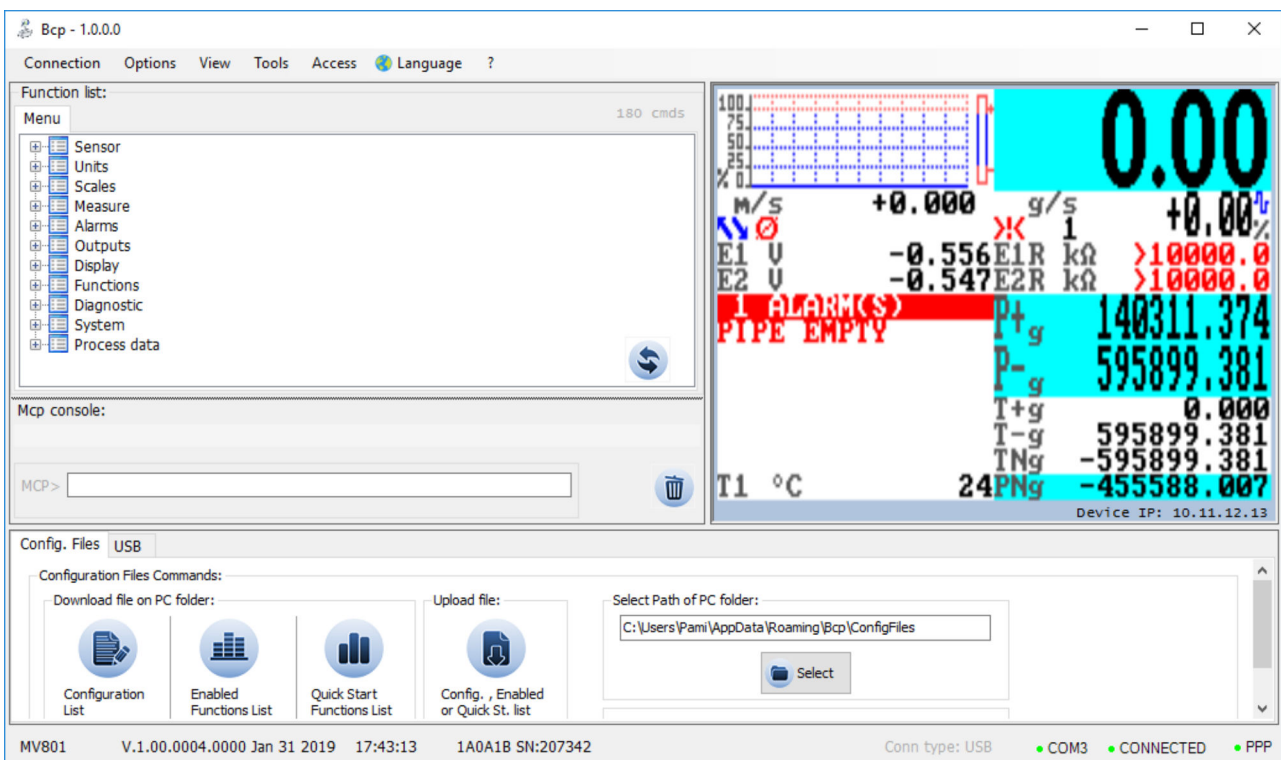 Bcp - 1.0.0.0
Connection Options View Tools Access Language ?
Function list:
Menu
180 cmds
Sensor
Units
Scales
Measure
Alarms
Outputs
Display
Functions
Diagnostic
System
Process data
Mcp console:
MCP>
100
75
50
25
% 0
0.00
m/s +0.000 g/s +0.00
1 %
E1 V -0.556 E1R kΩ >10000.0
E2 V -0.547 E2R kΩ >10000.0
1 ALARM(S)
PIPE EMPTY
P+g 140311.374
P-g 595899.381
T+g 0.000
T-g 595899.381
TNg -595899.381
T1 °C 24 PNg -455588.007
Device IP: 10.11.12.13
Config. Files USB
Configuration Files Commands:
Download file on PC folder:
Configuration
List
Enabled
Functions List
Quick Start
Functions List
Upload file:
Config. , Enabled
or Quick St. list
Select Path of PC folder:
C:\Users\Pami\AppData\Roaming\Bcp\ConfigFiles
Select
MV801 V.1.00.0004.0000 Jan 31 2019 17:43:13 1A0A1B SN:207342 Conn type: USB COM3 CONNECTED PPP